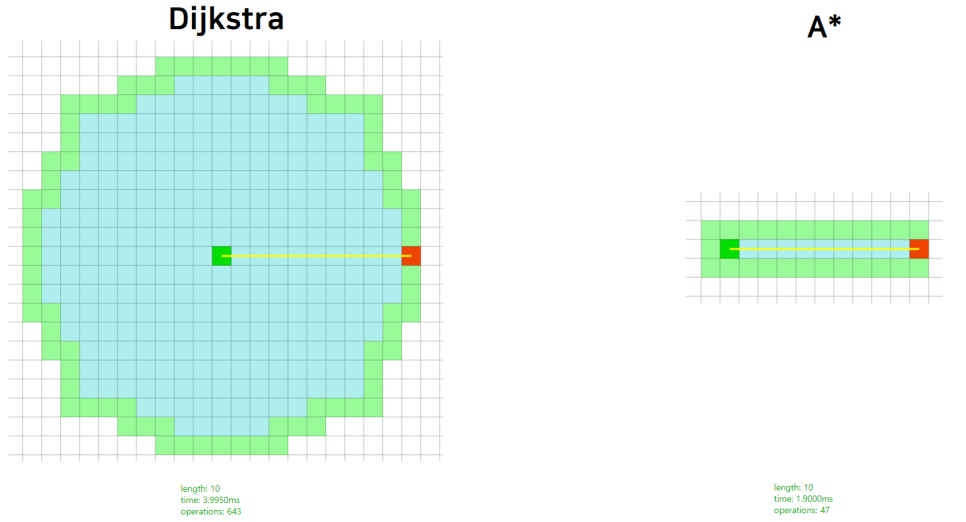 Dijkstra
A*
length: 10
time: 3.9950ms
operations: 643
length: 10
time: 1.9000ms
operations: 47